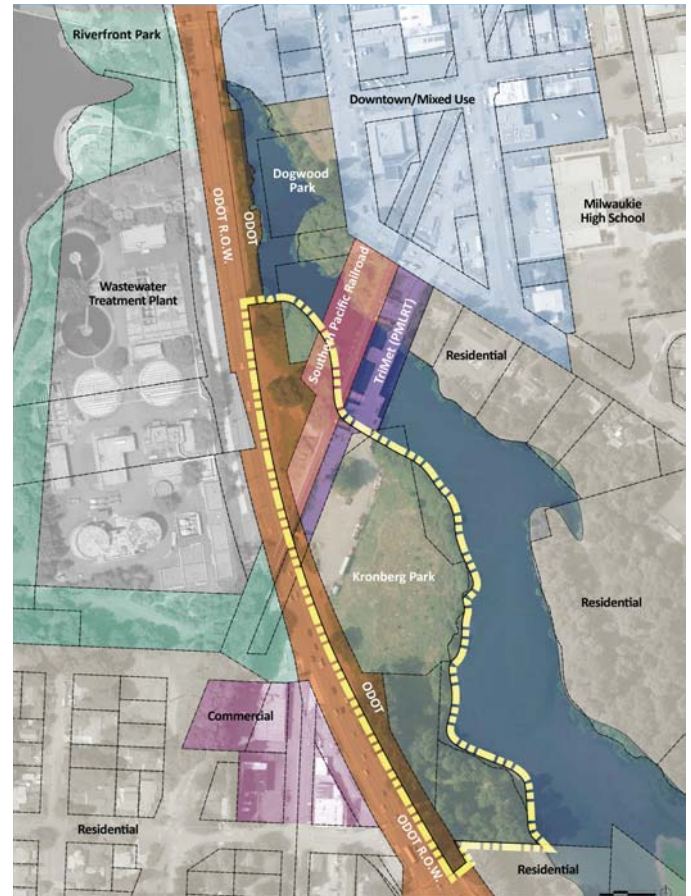 Riverfront Park
Downtown/Mixed Use
Dogwood
Park
ODOT
ODOT R.O.W.
Milwaukie
High School
Wastewater
Treatment Plant
Southern Pacific Railroad
TriMet (PMLRT)
Residential
Kronberg Park
Residential
ODOT
Commercial
Residential
ODOT R.O.W.
Residential